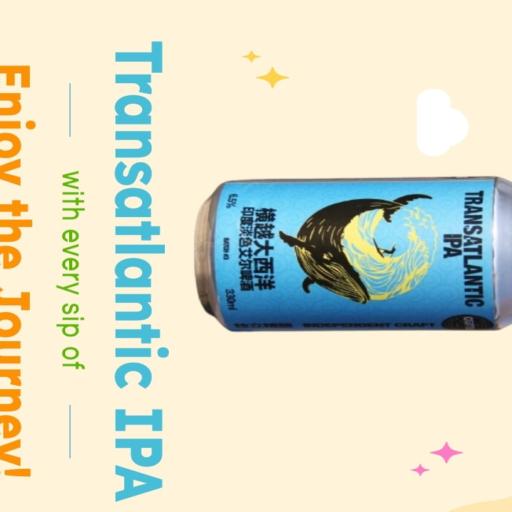 TRANSATLANTIC
IPA
横越大西洋
印度淡色艾尔啤酒
6.5%
330ml
INDEPENDENT CRAFT
Transatlantic IPA
with every sip of
Enjoy the Journey!